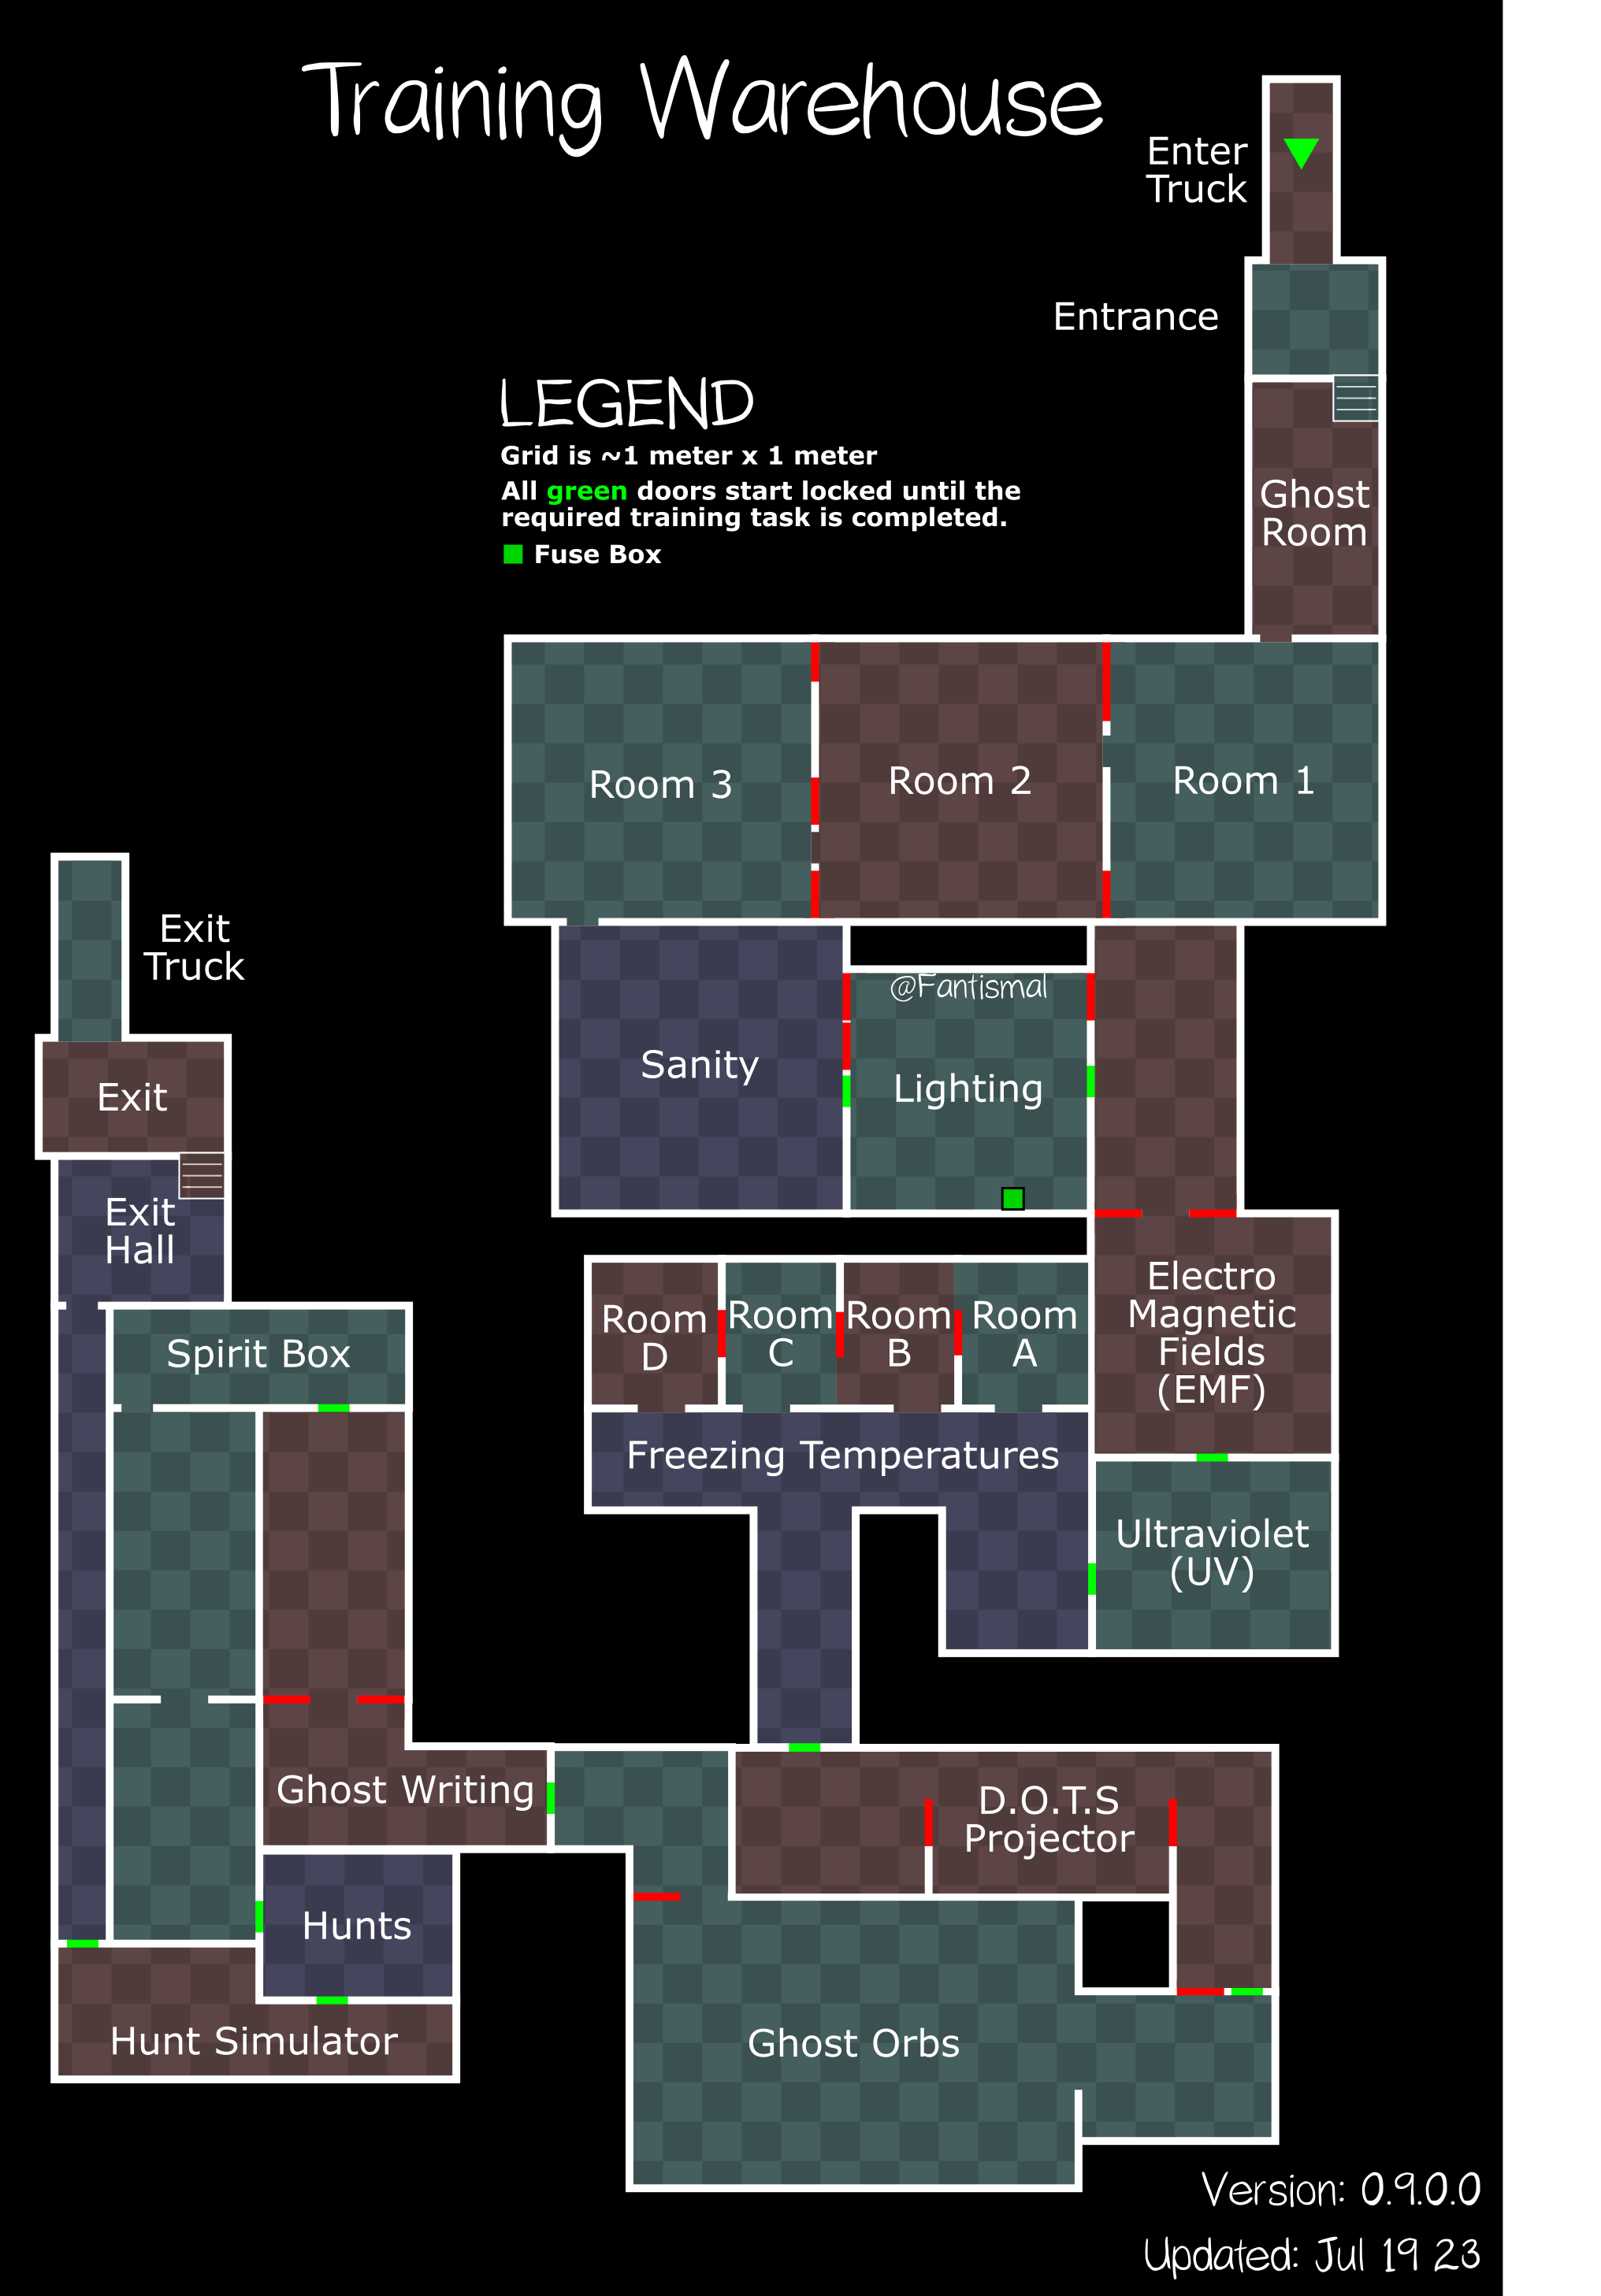 Training Warehouse
Enter
Truck
Entrance
LEGEND
Grid is ~1 meter x 1 meter
All green doors start locked until the
required training task is completed.
Fuse Box
Ghost
Room
Room 3
Room 2
Room 1
Exit
Truck
@Fantismal
Sanity
Lighting
Exit
Exit
Hall
Electro
Magnetic
Fields
(EMF)
Room
D
Room
C
Room
B
Room
A
Spirit Box
Freezing Temperatures
Ultraviolet
(UV)
Ghost Writing
D.O.T.S
Projector
Hunts
Hunt Simulator
Ghost Orbs
Version: 0.9.0.0
Updated: Jul 19 23